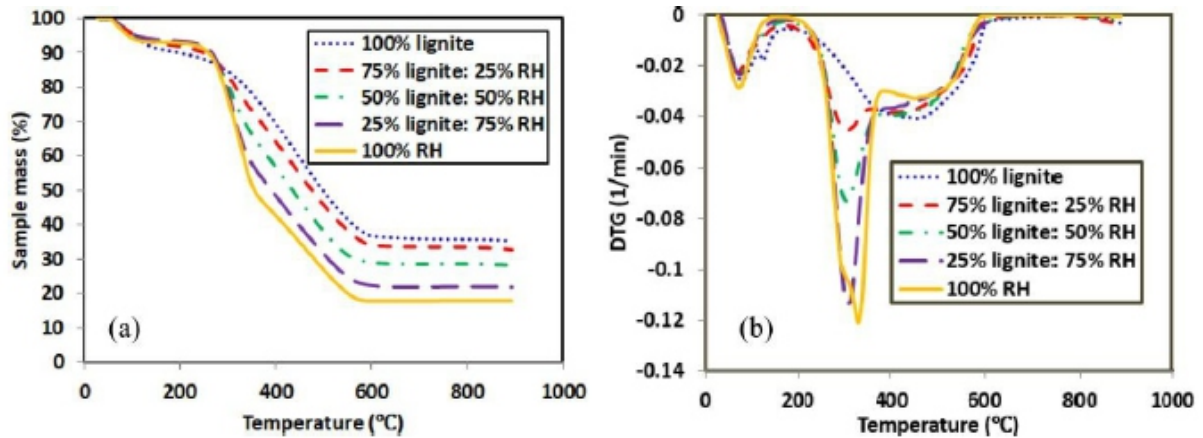 100
90
80
70
60
50
40
30
20
10
0
Sample mass (%)
100% lignite
75% lignite: 25% RH
50% lignite: 50% RH
25% lignite: 75% RH
100% RH
(a)
0 200 400 600 800 1000
Temperature (°C)
0
-0.02
-0.04
-0.06
-0.08
-0.1
-0.12
-0.14
DTG (1/min)
100% lignite
75% lignite:: 25% RH
50% lignite:: 50% RH
25% lignite:: 75% RH
100% RH
(b)
0 200 400 600 800 1000
Temperature (°C)